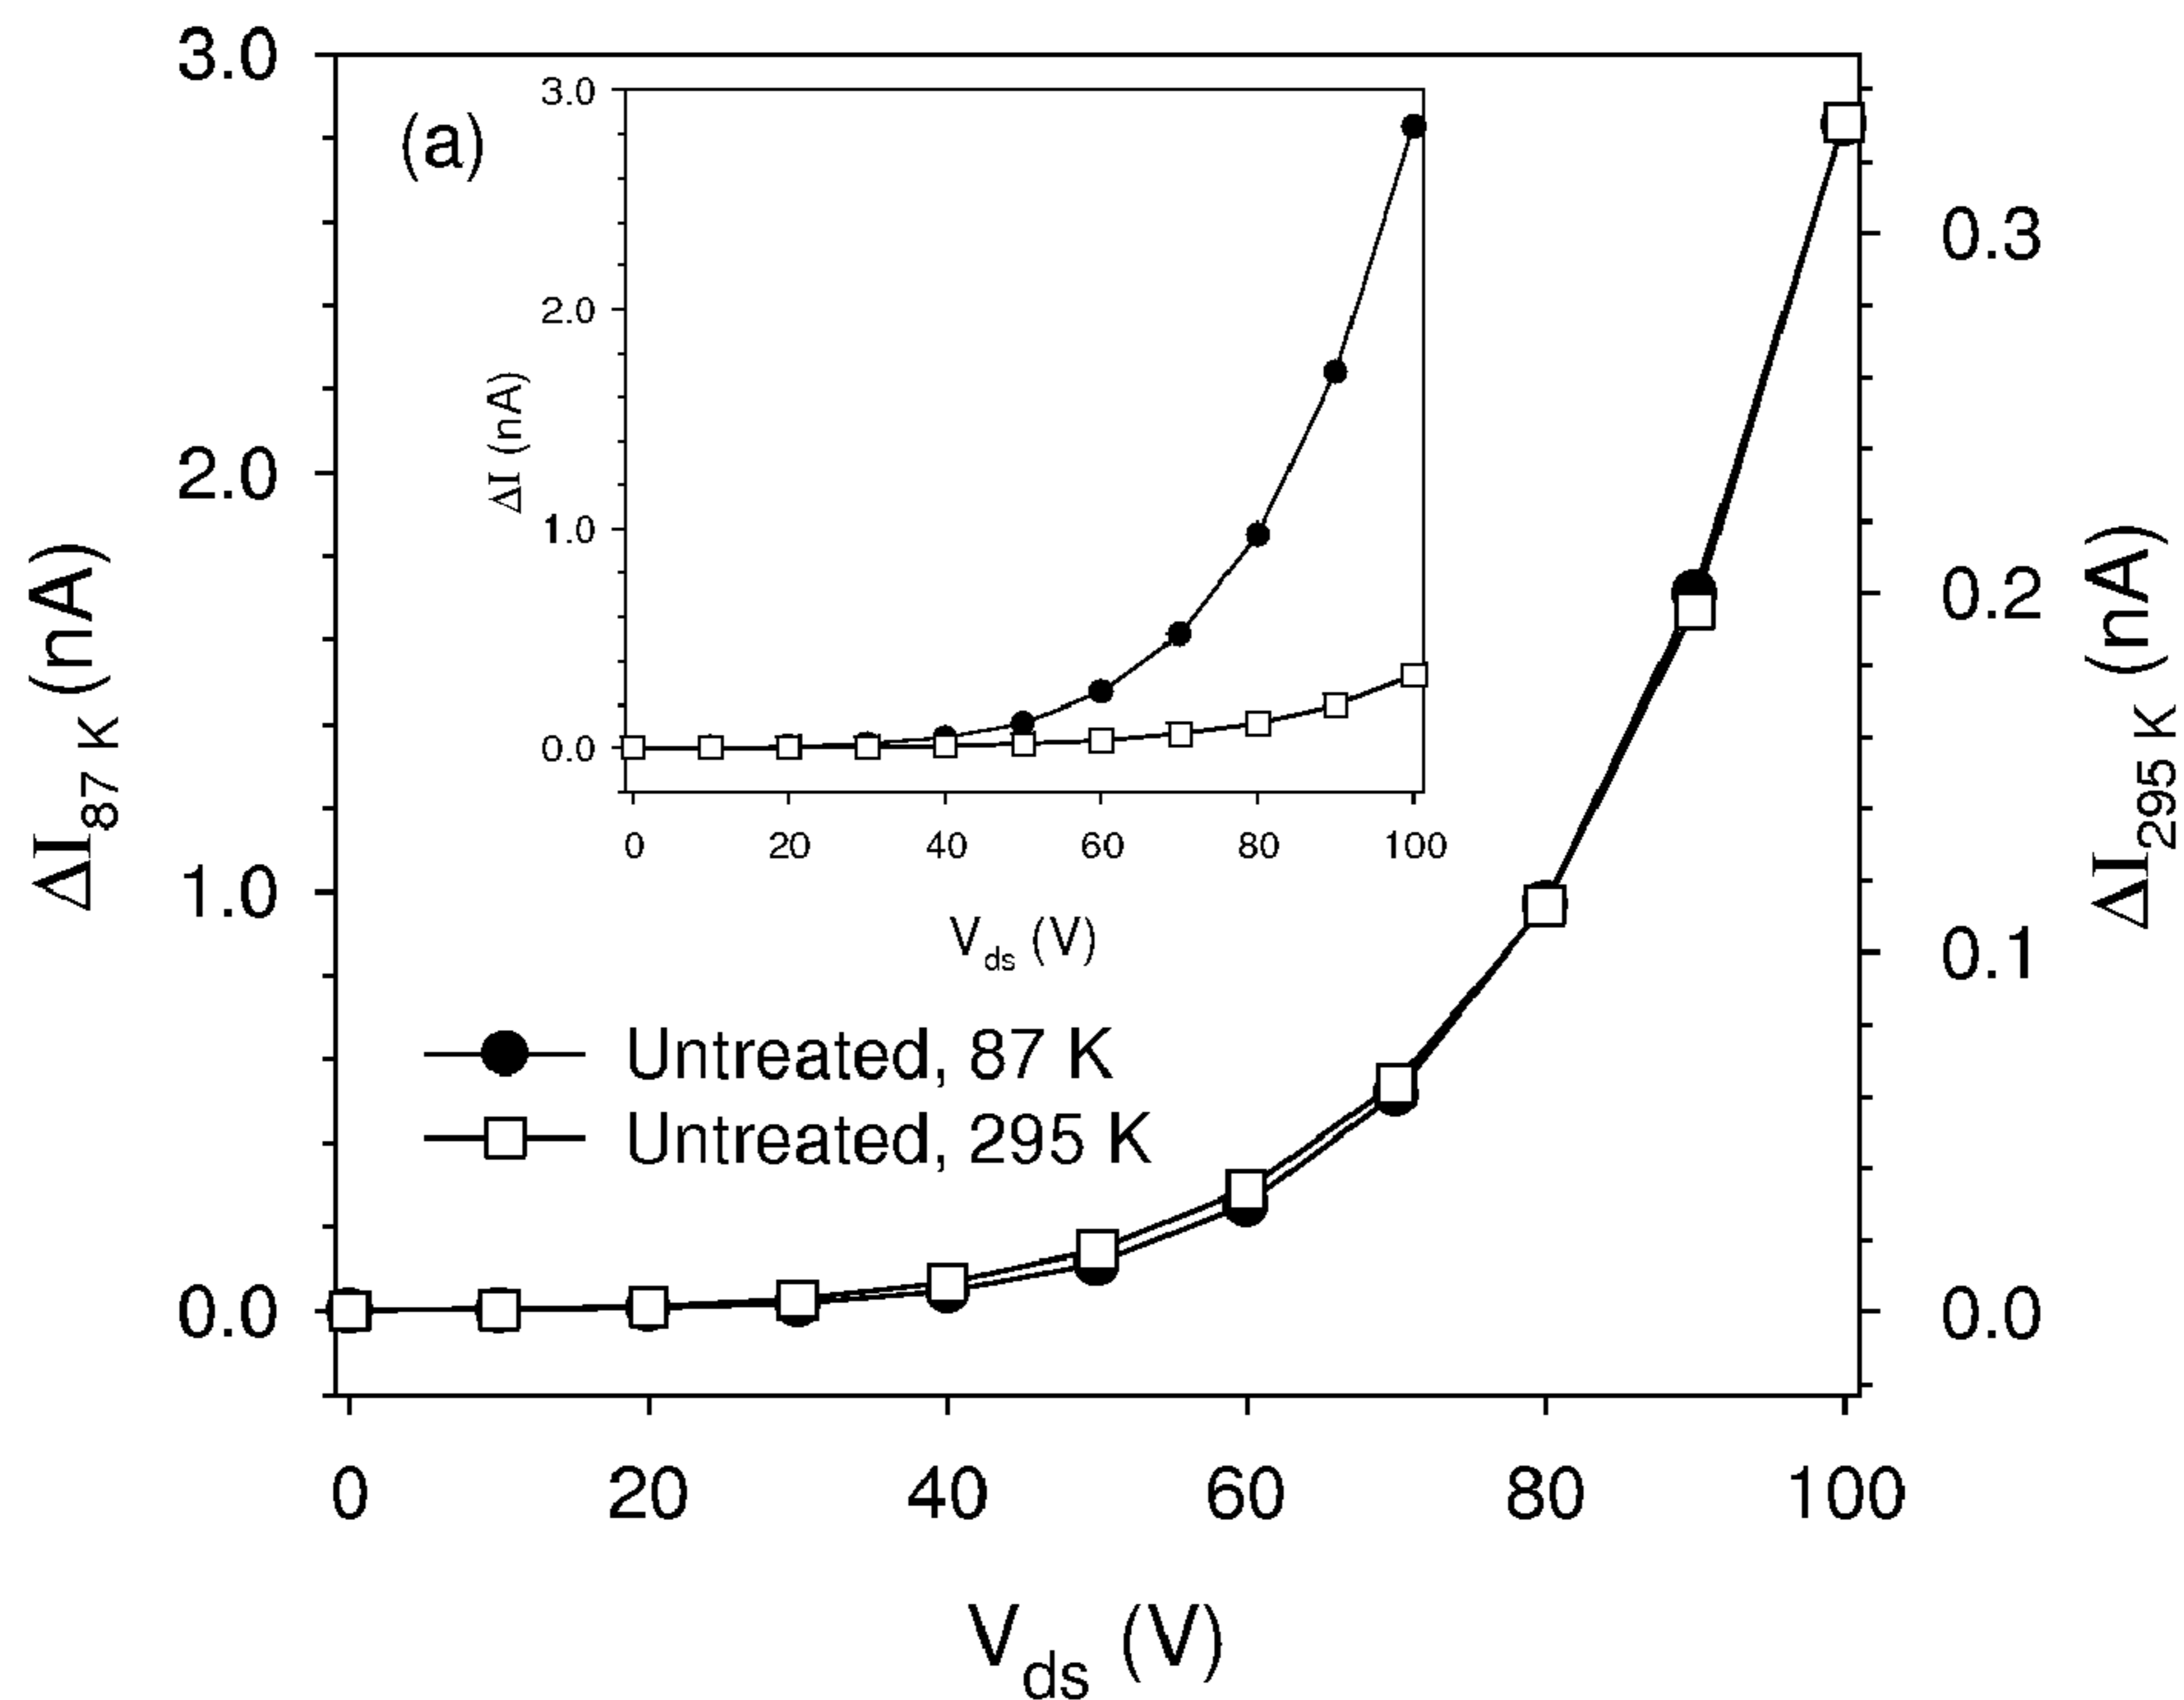 3.0
2.0
1.0
0.0
ΔI87 K (nA)
(a)
3.0
2.0
1.0
0.0
ΔI (nA)
0 20 40 60 80 100
Vds (V)
Untreated, 87 K
Untreated, 295 K
0.3
0.2
0.1
0.0
ΔI295 K (nA)
0 20 40 60 80 100
Vds (V)